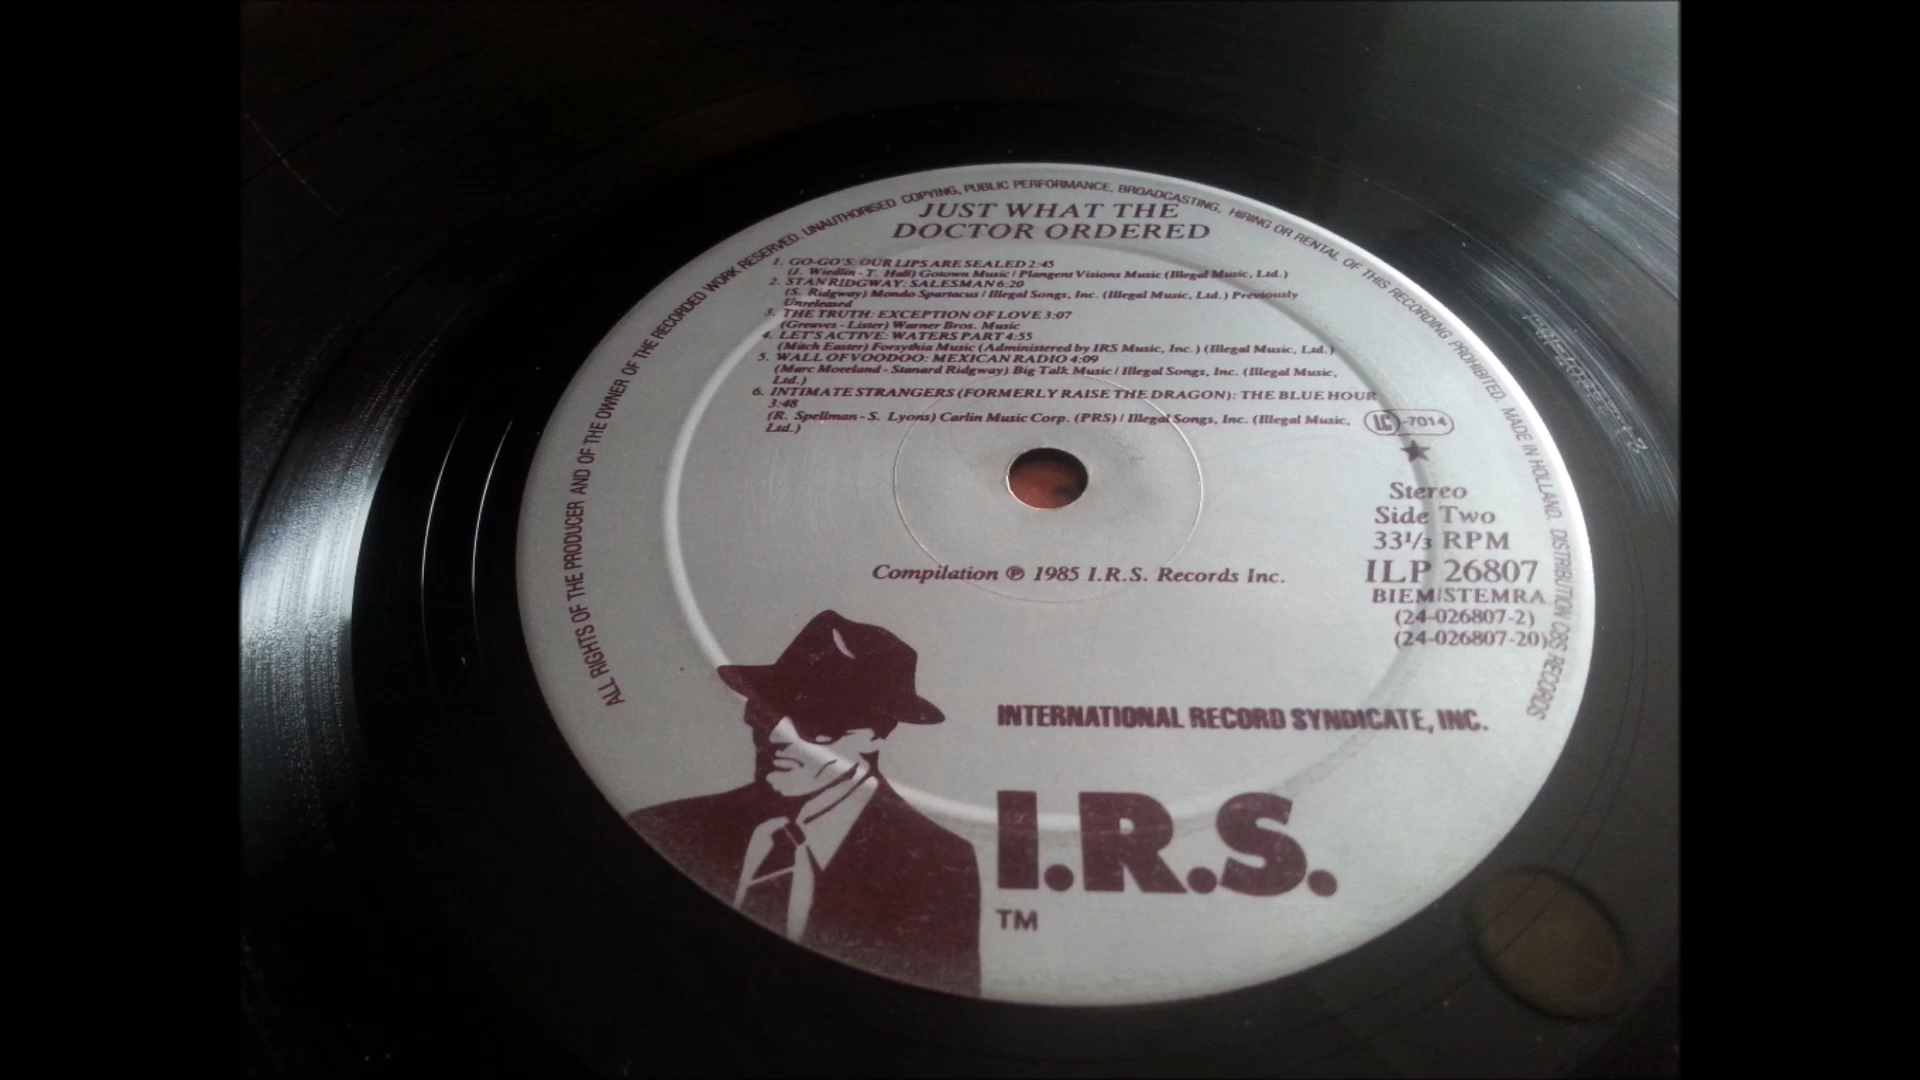 ALL RIGHTS OF THE PRODUCER AND OF THE OWNER OF THE RECORDED WORK RESERVED. UNAUTHORISED COPYING, PUBLIC PERFORMANCE, BROADCASTING, HIRING OR RENTAL OF THIS RECORDING PROHIBITED. MADE IN HOLLAND. DISTRIBUTION CBS RECORDS
JUST WHAT THE
DOCTOR ORDERED
1. GO-GO'S: OUR LIPS ARE SEALED 2:45
(J. Wiedlin - T. Hall) Gotown Music / Plangent Visions Music (Illegal Music, Ltd.)
2. STAN RIDGWAY: SALESMAN 6:20
(S. Ridgway) Mondo Spartacus / Illegal Songs, Inc. (Illegal Music, Ltd.) Previously
Unreleased
3. THE TRUTH: EXCEPTION OF LOVE 3:07
(Greaves - Lister) Warner Bros. Music
4. LET'S ACTIVE: WATERS PART 4:55
(Mitch Easter) Forsythia Music (Administered by IRS Music, Inc.) (Illegal Music, Ltd.)
5. WALL OF VOODOO: MEXICAN RADIO 4:09
(Marc Moreland - Stanard Ridgway) Big Talk Music / Illegal Songs, Inc. (Illegal Music,
Ltd.)
6. INTIMATE STRANGERS (FORMERLY RAISE THE DRAGON): THE BLUE HOUR
3:48
(R. Spellman - S. Lyons) Carlin Music Corp. (PRS) / Illegal Songs, Inc. (Illegal Music,
Ltd.)
LC -7014
Stereo
Side Two
33 1/3 RPM
ILP 26807
BIEM/STEMRA
(24-026807-2)
(24-026807-20)
Compilation ℗ 1985 I.R.S. Records Inc.
INTERNATIONAL RECORD SYNDICATE, INC.
I.R.S.
TM